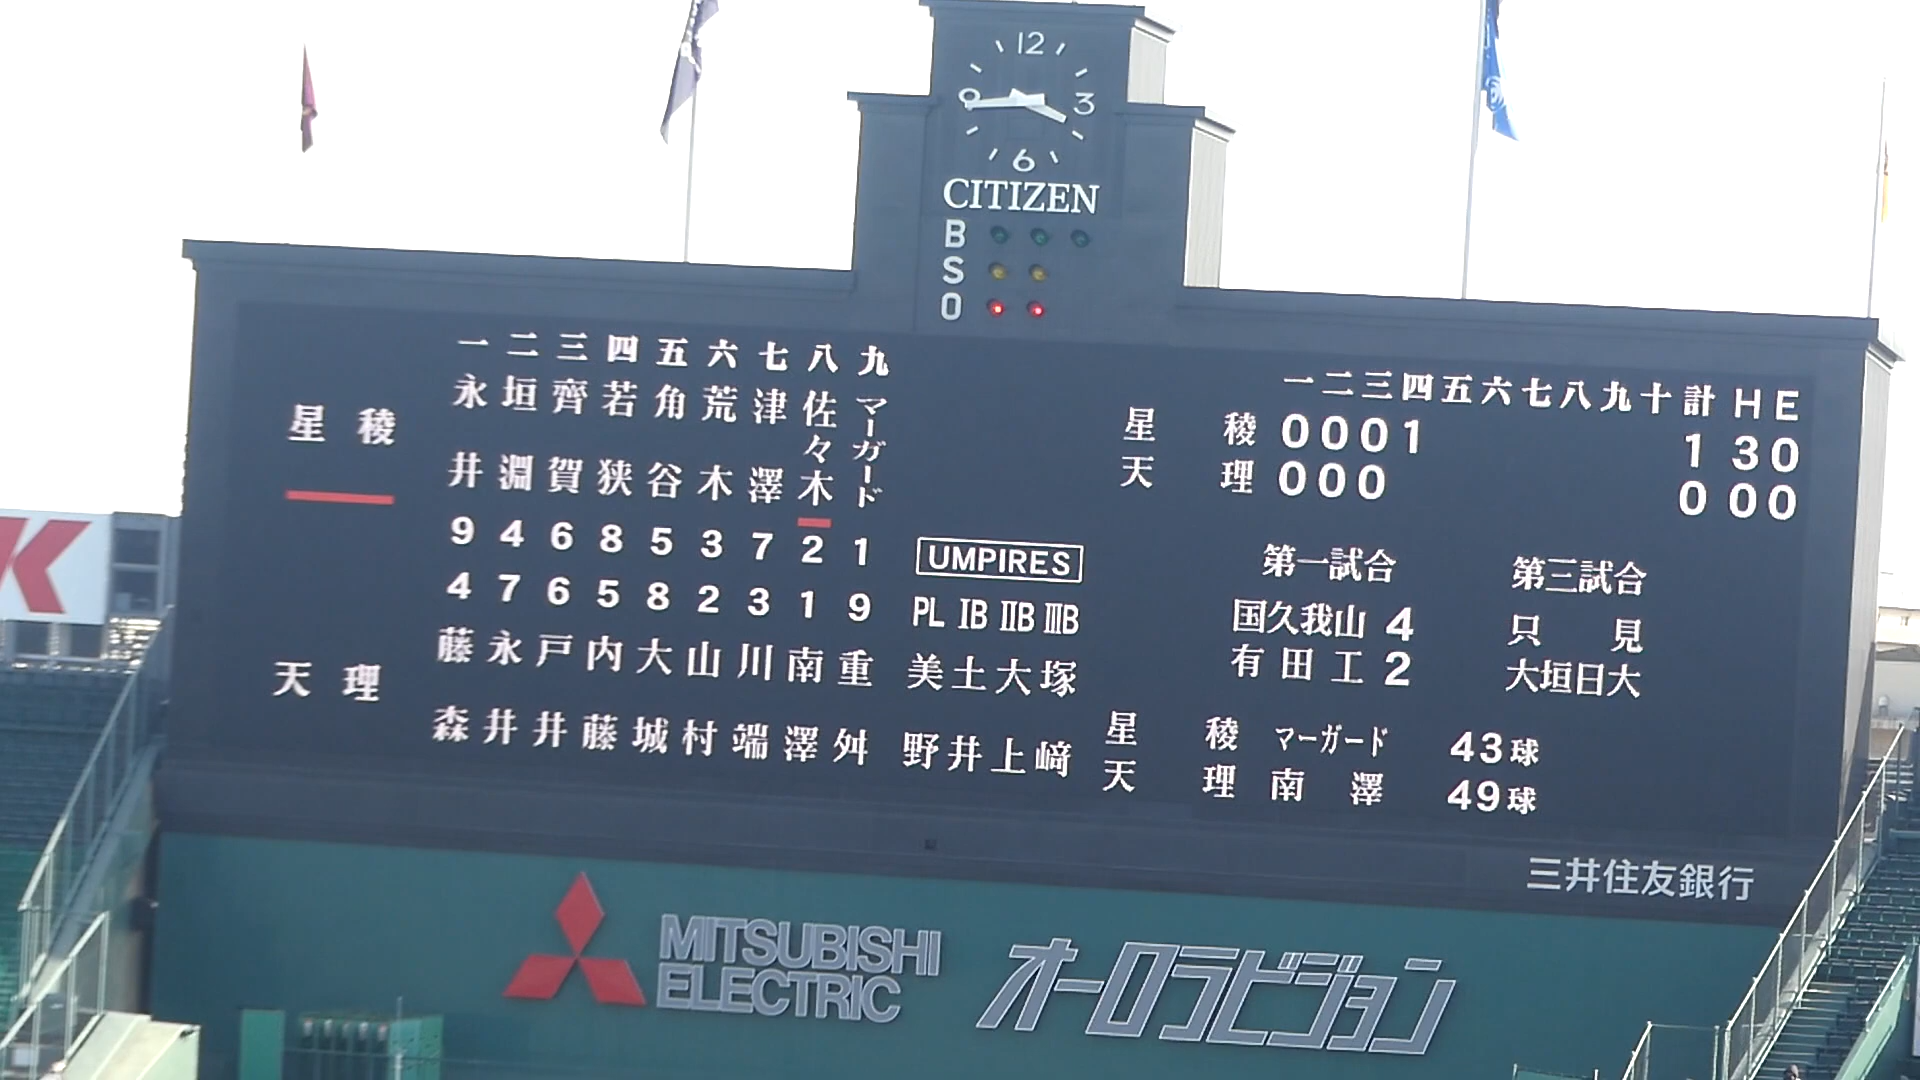 12
9 3
6
CITIZEN
B
S
O
一 二 三 四 五 六 七 八 九
星稜
永井 垣淵 齊賀 若狭 角谷 荒木 津澤 佐々木 マーガード
9 4 6 8 5 3 7 2 1
4 7 6 5 8 2 3 1 9
天理
藤森 永井 戸井 内藤 大城 山村 川端 南澤 重舛
UMPIRES
PL ⅠB ⅡB ⅢB
美野 土井 大上 塚﨑
一 二 三 四 五 六 七 八 九 十 計 H E
星稜 0 0 0 1 1 3 0
天理 0 0 0 0 0 0
第一試合
国久我山 4
有田工 2
第三試合
只見
大垣日大
星稜 マーガード 43球
天理 南澤 49球
三井住友銀行
MITSUBISHI
ELECTRIC
オーロラビジョン
K